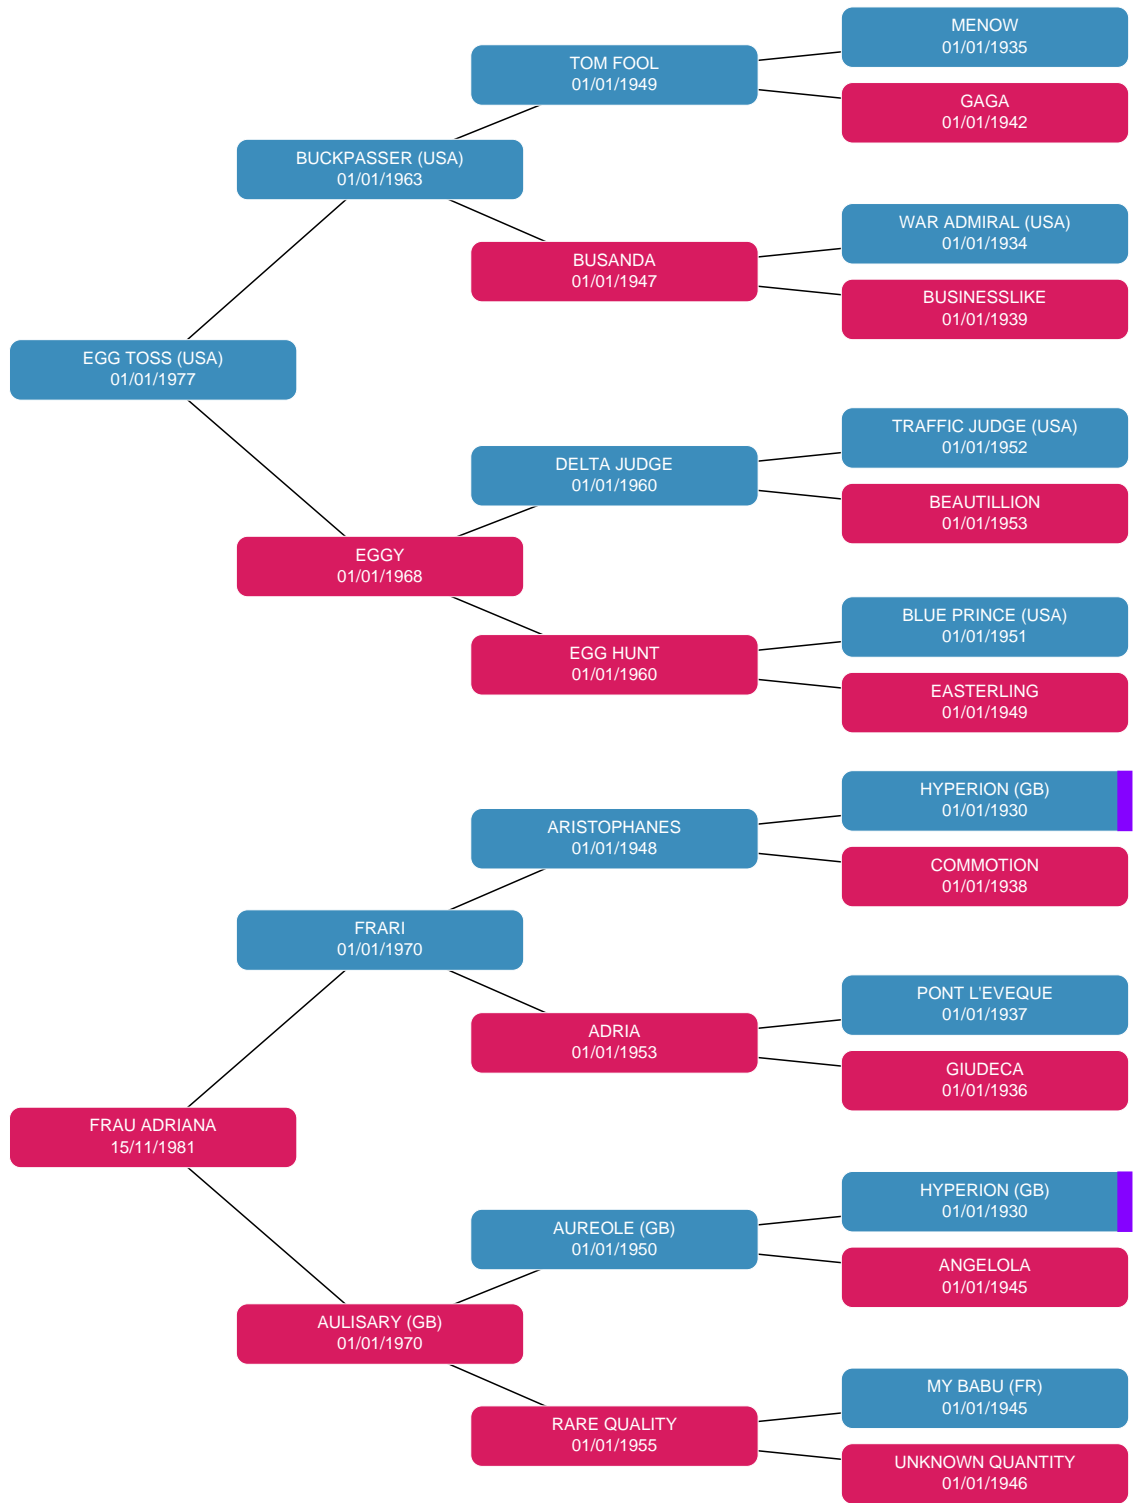 MENOW
01/01/1935
TOM FOOL
01/01/1949
GAGA
01/01/1942
BUCKPASSER (USA)
01/01/1963
WAR ADMIRAL (USA)
01/01/1934
BUSANDA
01/01/1947
BUSINESSLIKE
01/01/1939
EGG TOSS (USA)
01/01/1977
TRAFFIC JUDGE (USA)
01/01/1952
DELTA JUDGE
01/01/1960
BEAUTILLION
01/01/1953
EGGY
01/01/1968
BLUE PRINCE (USA)
01/01/1951
EGG HUNT
01/01/1960
EASTERLING
01/01/1949
HYPERION (GB)
01/01/1930
ARISTOPHANES
01/01/1948
COMMOTION
01/01/1938
FRARI
01/01/1970
PONT L'EVEQUE
01/01/1937
ADRIA
01/01/1953
GIUDECA
01/01/1936
FRAU ADRIANA
15/11/1981
HYPERION (GB)
01/01/1930
AUREOLE (GB)
01/01/1950
ANGELOLA
01/01/1945
AULISARY (GB)
01/01/1970
MY BABU (FR)
01/01/1945
RARE QUALITY
01/01/1955
UNKNOWN QUANTITY
01/01/1946